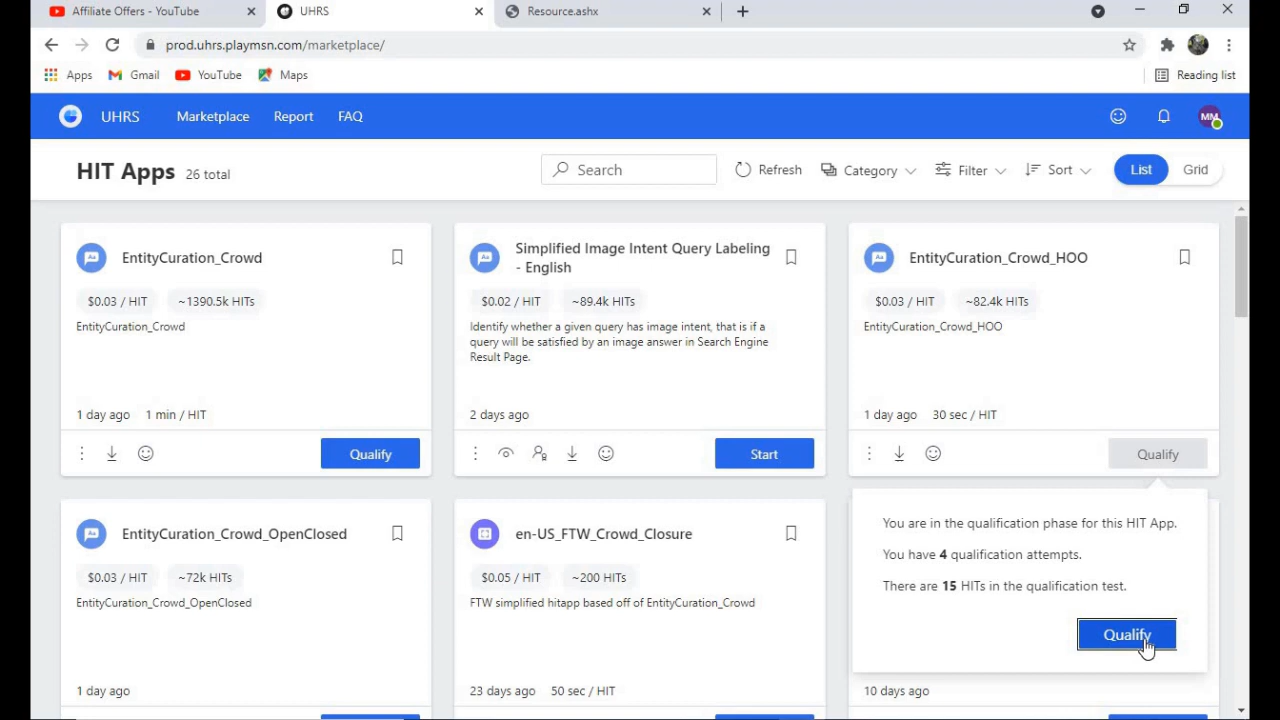 Affiliate Offers - YouTube
UHRS
Resource.ashx
prod.uhrs.playmsn.com/marketplace/
Apps
Gmail
YouTube
Maps
Reading list
UHRS
Marketplace
Report
FAQ
MM
HIT Apps
26 total
Search
Refresh
Category
Filter
Sort
List
Grid
Aa
EntityCuration_Crowd
$0.03 / HIT
~1390.5k HITs
EntityCuration_Crowd
1 day ago
1 min / HIT
Qualify
Aa
Simplified Image Intent Query Labeling
- English
$0.02 / HIT
~89.4k HITs
Identify whether a given query has image intent, that is if a
query will be satisfied by an image answer in Search Engine
Result Page.
2 days ago
Start
Aa
EntityCuration_Crowd_HOO
$0.03 / HIT
~82.4k HITs
EntityCuration_Crowd_HOO
1 day ago
30 sec / HIT
Qualify
Aa
EntityCuration_Crowd_OpenClosed
$0.03 / HIT
~72k HITs
EntityCuration_Crowd_OpenClosed
1 day ago
en-US_FTW_Crowd_Closure
$0.05 / HIT
~200 HITs
FTW simplified hitapp based off of EntityCuration_Crowd
23 days ago
50 sec / HIT
You are in the qualification phase for this HIT App.
You have 4 qualification attempts.
There are 15 HITs in the qualification test.
Qualify
10 days ago